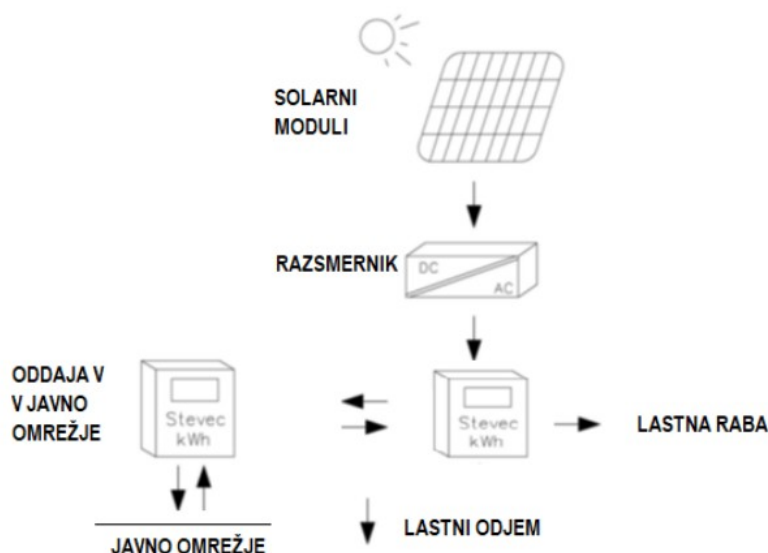 SOLARNI
MODULI
RAZSMERNIK
DC
AC
ODDAJA V
V JAVNO
OMREŽJE
Stevec
kWh
Stevec
kWh
LASTNA RABA
LASTNI ODJEM
JAVNO OMREŽJE